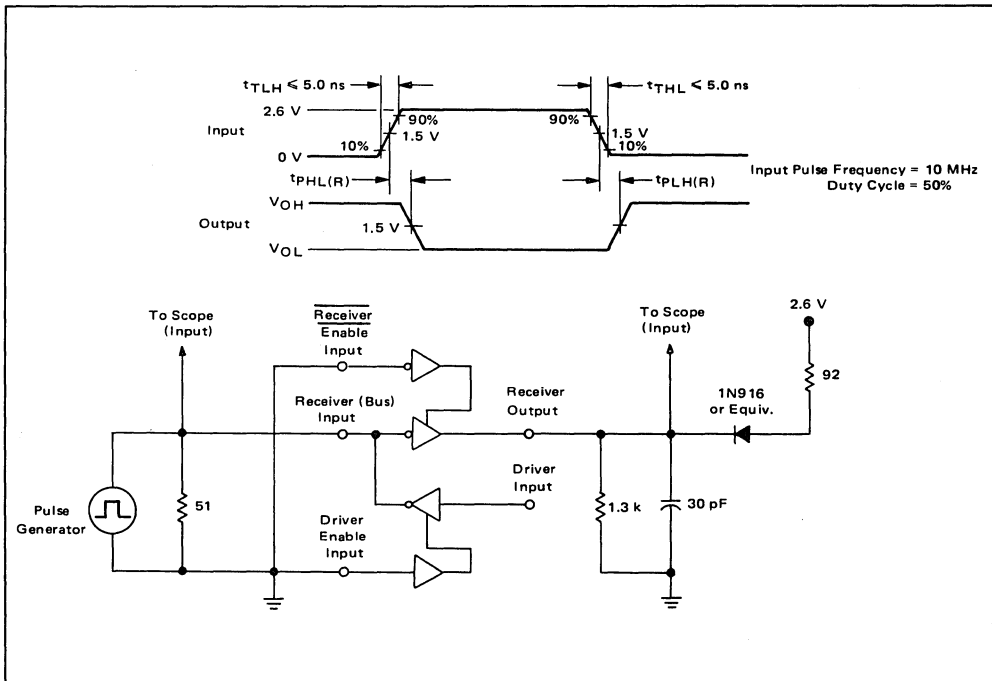 tTLH ≤ 5.0 ns
tTHL ≤ 5.0 ns
2.6 V
90%
90%
Input
1.5 V
1.5 V
10%
10%
0 V
Input Pulse Frequency = 10 MHz
Duty Cycle = 50%
tPHL(R)
tPLH(R)
VOH
Output
1.5 V
VOL
To Scope
(Input)
Receiver
Enable
Input
To Scope
(Input)
2.6 V
92
Receiver (Bus)
Input
Receiver
Output
1N916
or Equiv.
Pulse
Generator
51
Driver
Input
Driver
Enable
Input
1.3 k
30 pF